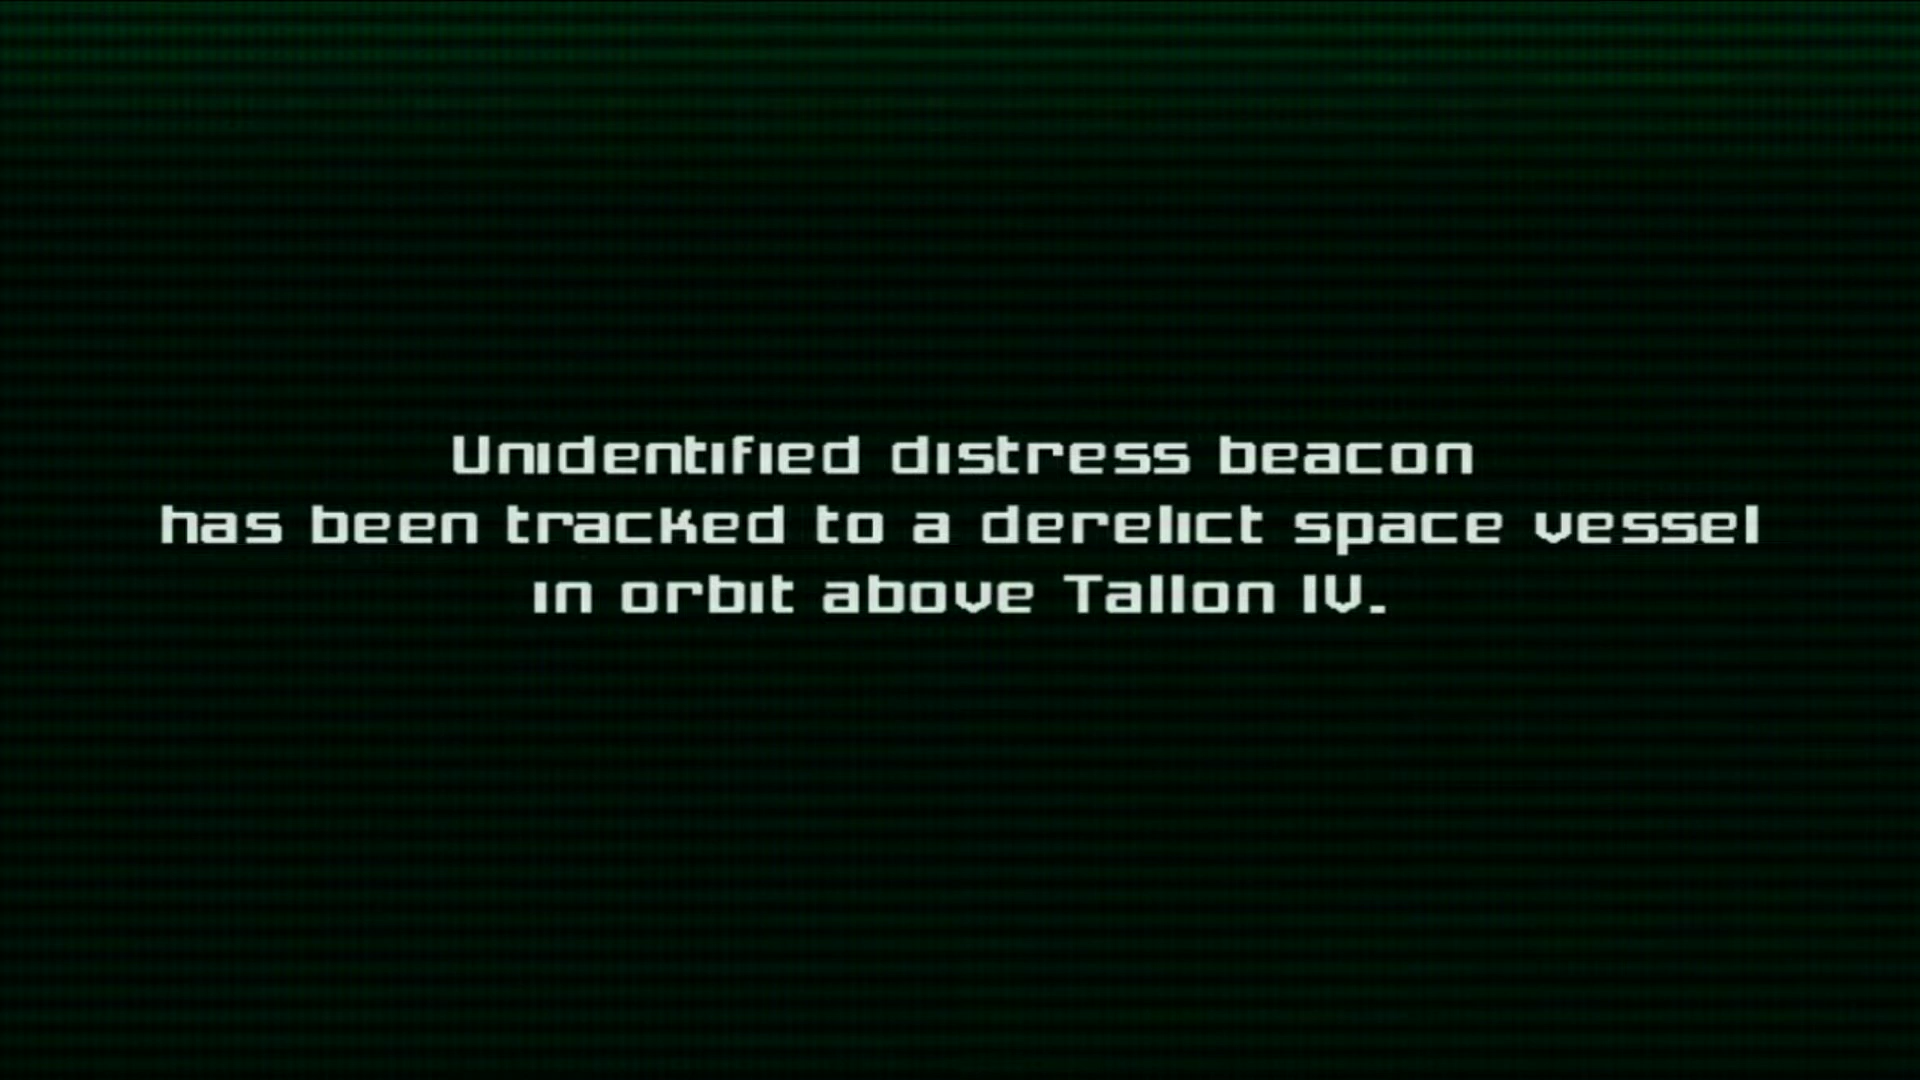 Unidentified distress beacon
has been tracked to a derelict space vessel
in orbit above Tallon IV.